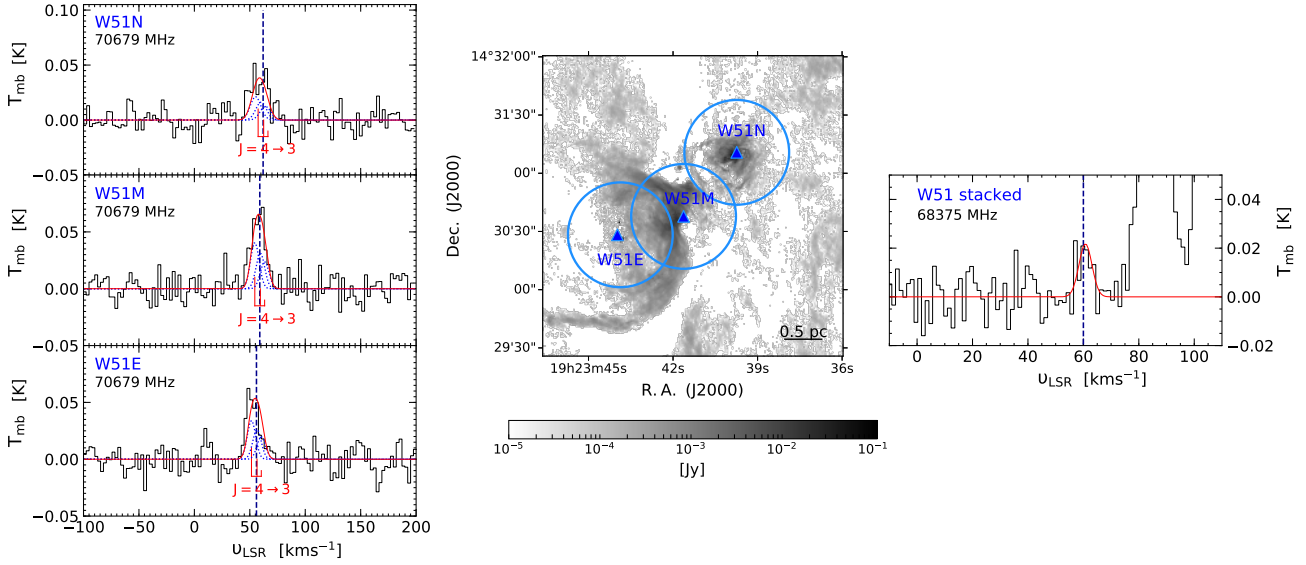 W51N
70679 MHz
J = 4 → 3
0.10
0.05
0.00
−0.05
T_mb [K]
W51M
70679 MHz
J = 4 → 3
0.05
0.00
−0.05
T_mb [K]
W51E
70679 MHz
J = 4 → 3
0.05
0.00
−0.05
T_mb [K]
−100 −50 0 50 100 150 200
υ_LSR [kms⁻¹]
14°32'00"
31'30"
00"
30'30"
00"
29'30"
Dec. (J2000)
W51N
W51M
W51E
0.5 pc
19h23m45s 42s 39s 36s
R.A. (J2000)
10⁻⁵ 10⁻⁴ 10⁻³ 10⁻² 10⁻¹
[Jy]
W51 stacked
68375 MHz
0.04
0.02
0.00
−0.02
T_mb [K]
0 20 40 60 80 100
υ_LSR [kms⁻¹]